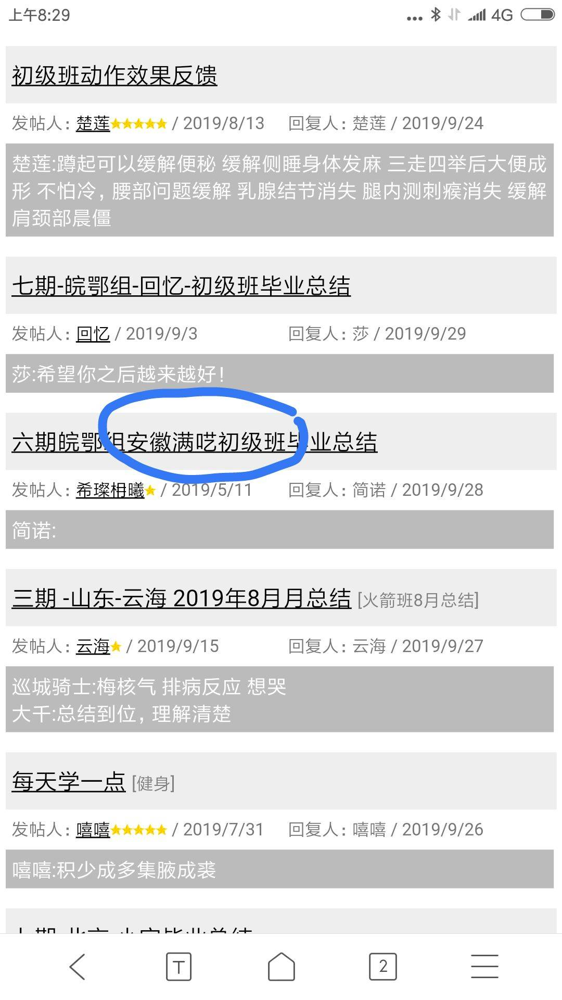 上午8:29
4G
初级班动作效果反馈
发帖人: 楚莲 / 2019/8/13 回复人: 楚莲 / 2019/9/24
楚莲:蹲起可以缓解便秘 缓解侧睡身体发麻 三走四举后大便成
形 不怕冷，腰部问题缓解 乳腺结节消失 腿内测刺瘊消失 缓解
肩颈部晨僵
七期-皖鄂组-回忆-初级班毕业总结
发帖人: 回忆 / 2019/9/3 回复人: 莎 / 2019/9/29
莎:希望你之后越来越好！
六期皖鄂组安徽满呓初级班毕业总结
发帖人: 希璨枏曦 / 2019/5/11 回复人: 简诺 / 2019/9/28
简诺:
三期 -山东-云海 2019年8月月总结 [火箭班8月总结]
发帖人: 云海 / 2019/9/15 回复人: 云海 / 2019/9/27
巡城骑士:梅核气 排病反应 想哭
大千:总结到位，理解清楚
每天学一点 [健身]
发帖人: 嘻嘻 / 2019/7/31 回复人: 嘻嘻 / 2019/9/26
嘻嘻:积少成多集腋成裘
T
2